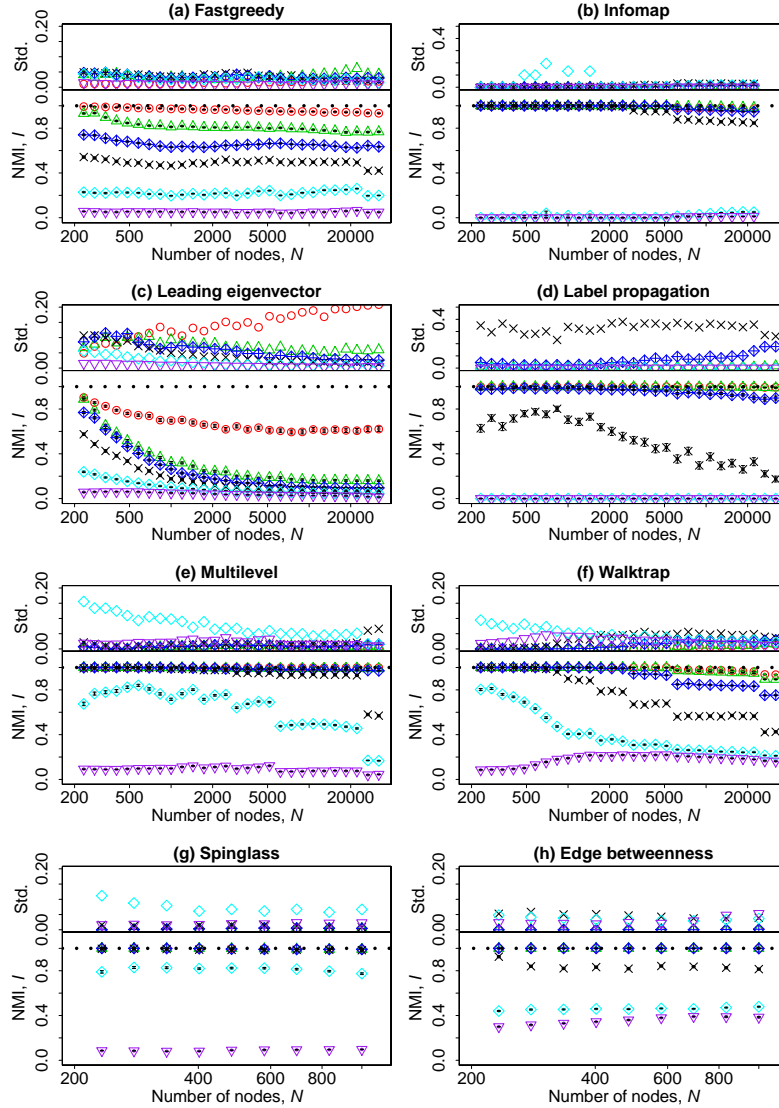 (a) Fastgreedy
Std.
0.00 0.20
NMI, I
0.0 0.4 0.8
200 500 2000 5000 20000
Number of nodes, N
(b) Infomap
Std.
0.0 0.2 0.4
NMI, I
0.0 0.4 0.8
200 500 2000 5000 20000
Number of nodes, N
(c) Leading eigenvector
Std.
0.00 0.20
NMI, I
0.0 0.4 0.8
200 500 2000 5000 20000
Number of nodes, N
(d) Label propagation
Std.
0.0 0.4
NMI, I
0.0 0.4 0.8
200 500 2000 5000 20000
Number of nodes, N
(e) Multilevel
Std.
0.00 0.20
NMI, I
0.0 0.4 0.8
200 500 2000 5000 20000
Number of nodes, N
(f) Walktrap
Std.
0.00 0.20
NMI, I
0.0 0.4 0.8
200 500 2000 5000 20000
Number of nodes, N
(g) Spinglass
Std.
0.00 0.20
NMI, I
0.0 0.4 0.8
200 400 600 800
Number of nodes, N
(h) Edge betweenness
Std.
0.00 0.20
NMI, I
0.0 0.4 0.8
200 400 600 800
Number of nodes, N